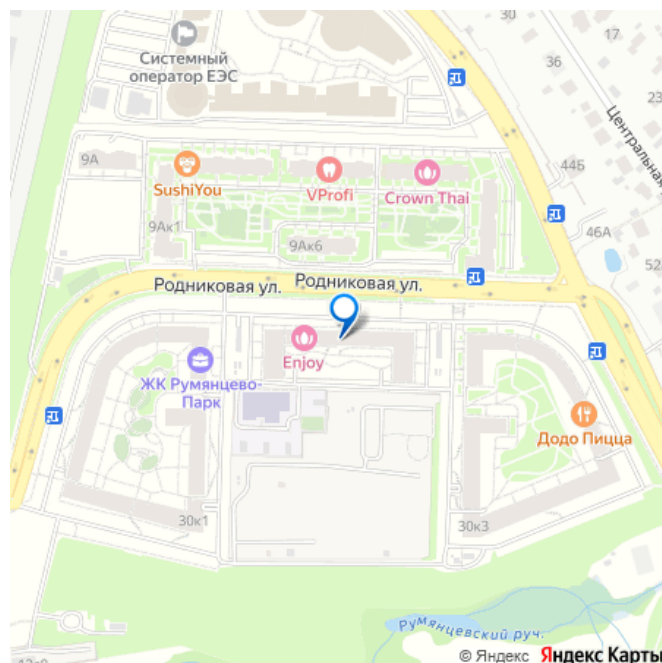 30
17
Системный
оператор ЕЭС
36
23
Центральная
9А
SushiYou
VProfi
Crown Thai
44Б
9Ак1
9Ак6
46А
52
Родниковая ул.
Родниковая ул.
Enjoy
ЖК Румянцево-
Парк
Додо Пицца
30к1
30к3
Румянцевский руч.
© Яндекс Яндекс Карты